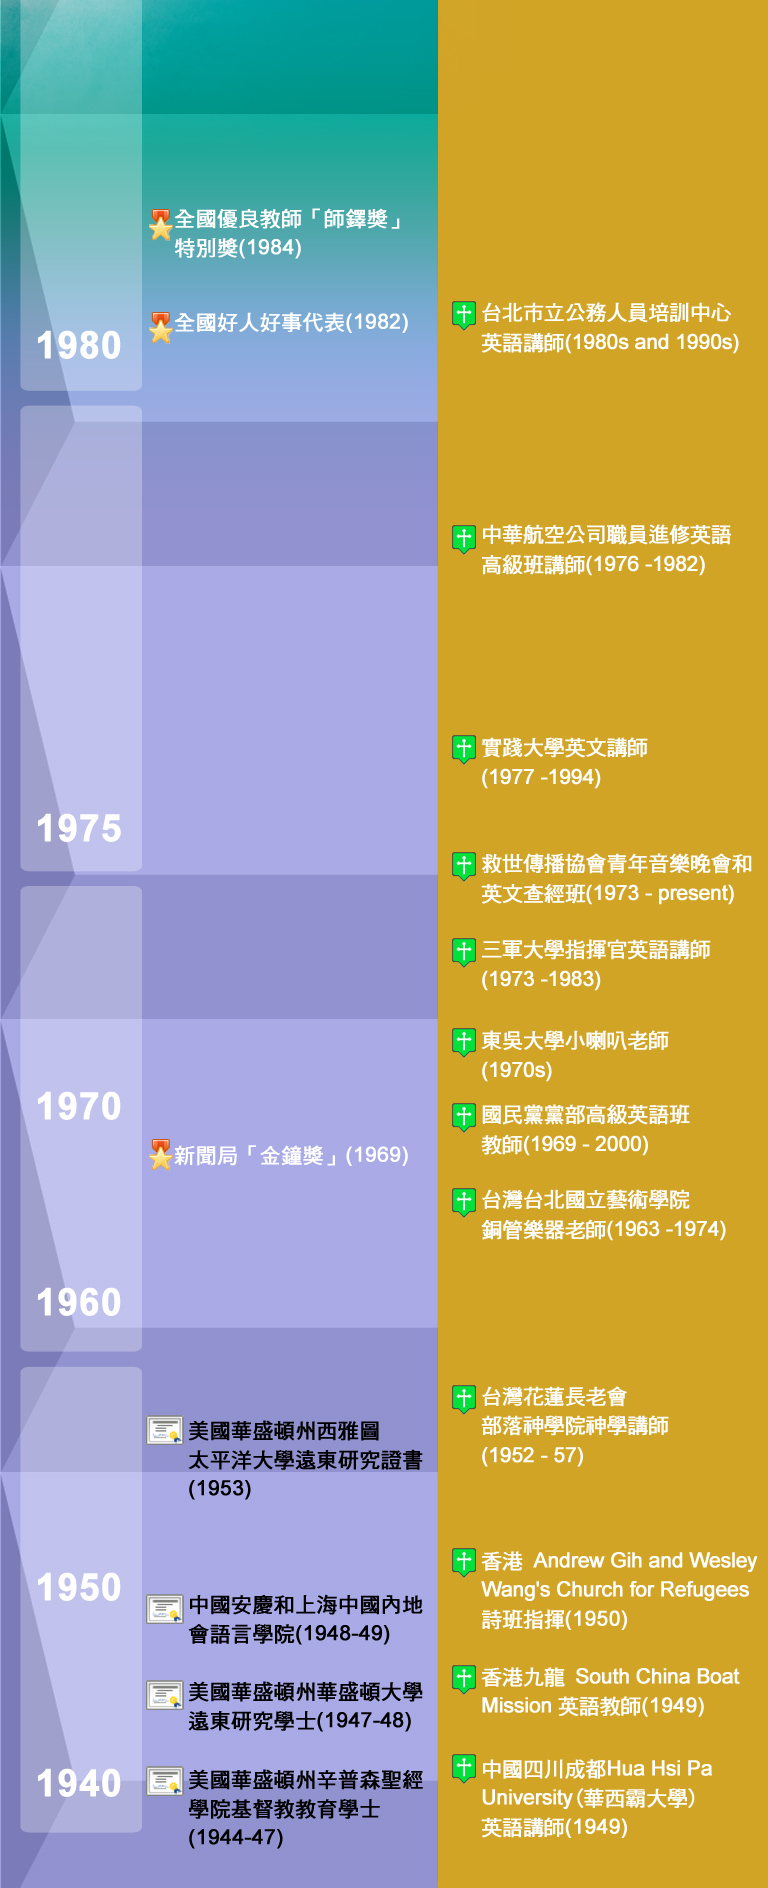 全國優良教師「師鐸獎」
特別獎(1984)
全國好人好事代表(1982)
1980
台北市立公務人員培訓中心
英語講師(1980s and 1990s)
中華航空公司職員進修英語
高級班講師(1976 -1982)
實踐大學英文講師
(1977 -1994)
1975
救世傳播協會青年音樂晚會和
英文查經班(1973 - present)
三軍大學指揮官英語講師
(1973 -1983)
東吳大學小喇叭老師
(1970s)
1970
國民黨黨部高級英語班
教師(1969 - 2000)
新聞局「金鐘獎」(1969)
台灣台北國立藝術學院
銅管樂器老師(1963 -1974)
1960
台灣花蓮長老會
部落神學院神學講師
(1952 - 57)
美國華盛頓州西雅圖
太平洋大學遠東研究證書
(1953)
1950
香港 Andrew Gih and Wesley
Wang's Church for Refugees
詩班指揮(1950)
中國安慶和上海中國內地
會語言學院(1948-49)
香港九龍 South China Boat
Mission 英語教師(1949)
美國華盛頓州華盛頓大學
遠東研究學士(1947-48)
1940
美國華盛頓州辛普森聖經
學院基督教教育學士
(1944-47)
中國四川成都Hua Hsi Pa
University(華西霸大學)
英語講師(1949)